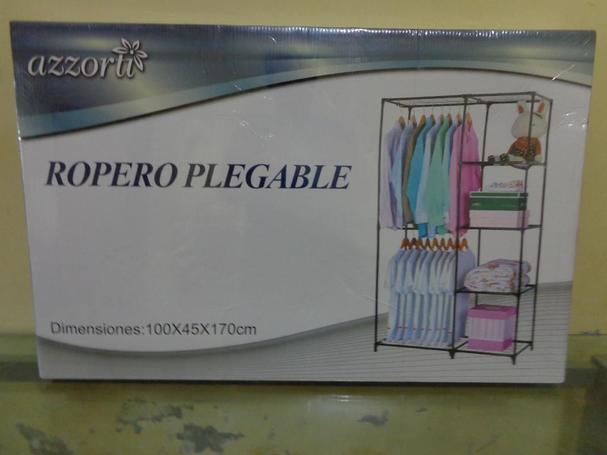 azzorti
ROPERO PLEGABLE
Dimensiones:100X45X170cm